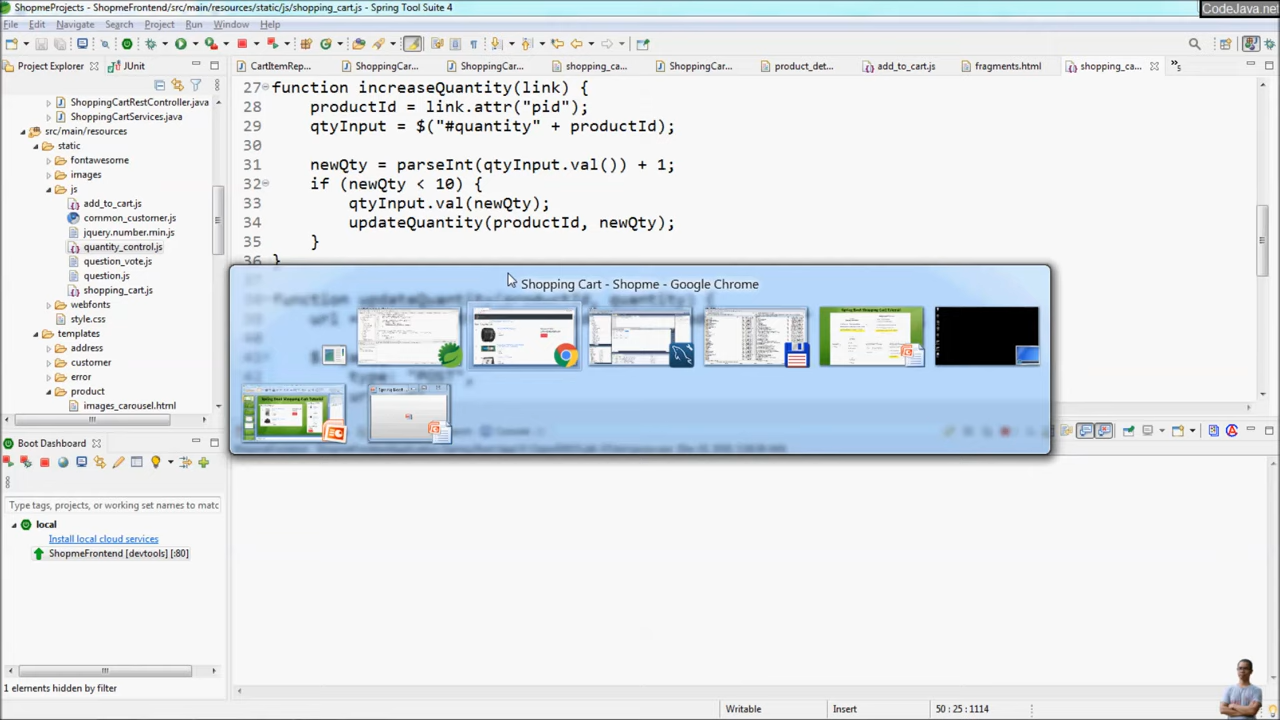 ShopmeProjects - ShopmeFrontend/src/main/resources/static/js/shopping_cart.js - Spring Tool Suite 4
CodeJava.net
File Edit Navigate Search Project Run Window Help
Project Explorer JUnit
CartItemRep... ShoppingCar... ShoppingCar... shopping_ca... ShoppingCar... product_det... add_to_cart.js fragments.html shopping_ca...
ShoppingCartRestController.java
ShoppingCartServices.java
src/main/resources
static
fontawesome
images
js
add_to_cart.js
common_customer.js
jquery.number.min.js
quantity_control.js
question_vote.js
question.js
shopping_cart.js
webfonts
style.css
templates
address
customer
error
product
images_carousel.html
27 function increaseQuantity(link) {
28 productId = link.attr("pid");
29 qtyInput = $("#quantity" + productId);
30
31 newQty = parseInt(qtyInput.val()) + 1;
32 if (newQty < 10) {
33 qtyInput.val(newQty);
34 updateQuantity(productId, newQty);
35 }
36 }
Shopping Cart - Shopme - Google Chrome
Boot Dashboard
Type tags, projects, or working set names to matc
local
Install local cloud services
ShopmeFrontend [devtools] [:80]
1 elements hidden by filter
Writable Insert 50 : 25 : 1114